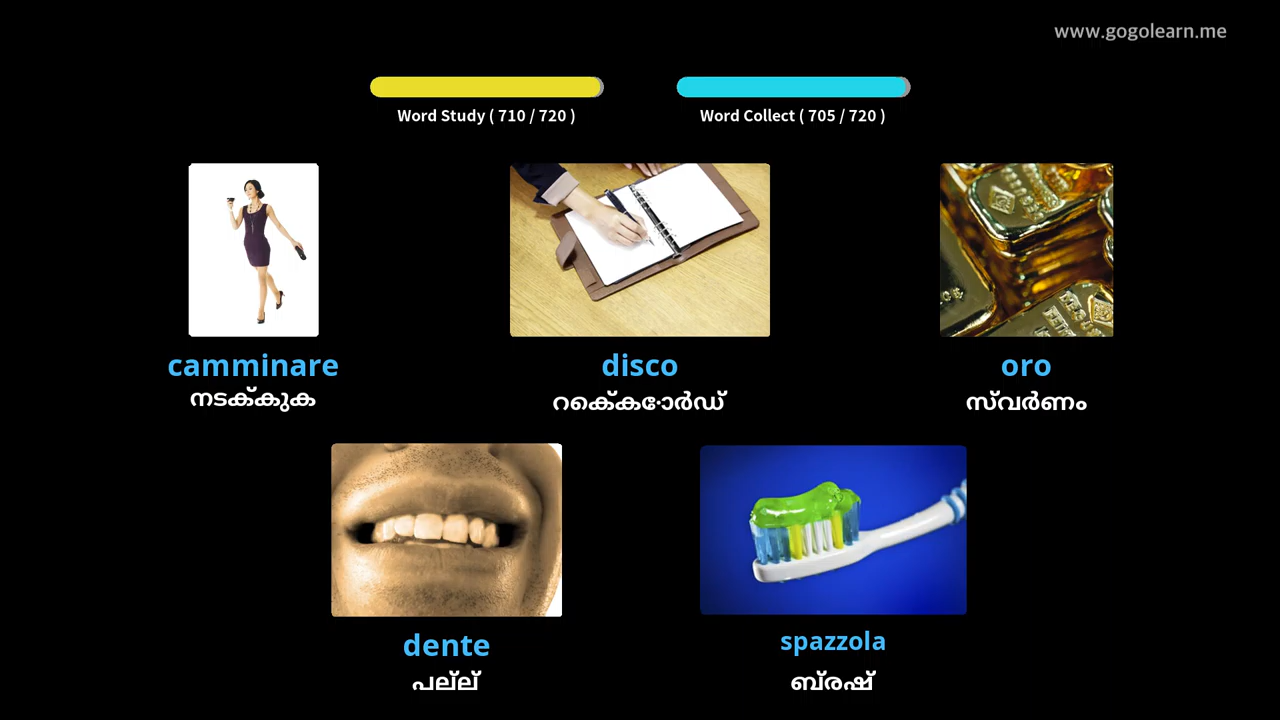 www.gogolearn.me
Word Study ( 710 / 720 )
Word Collect ( 705 / 720 )
camminare
നടക്കുക
disco
റെക്കോർഡ്
oro
സ്വർണം
dente
പല്ല്
spazzola
ബ്രഷ്